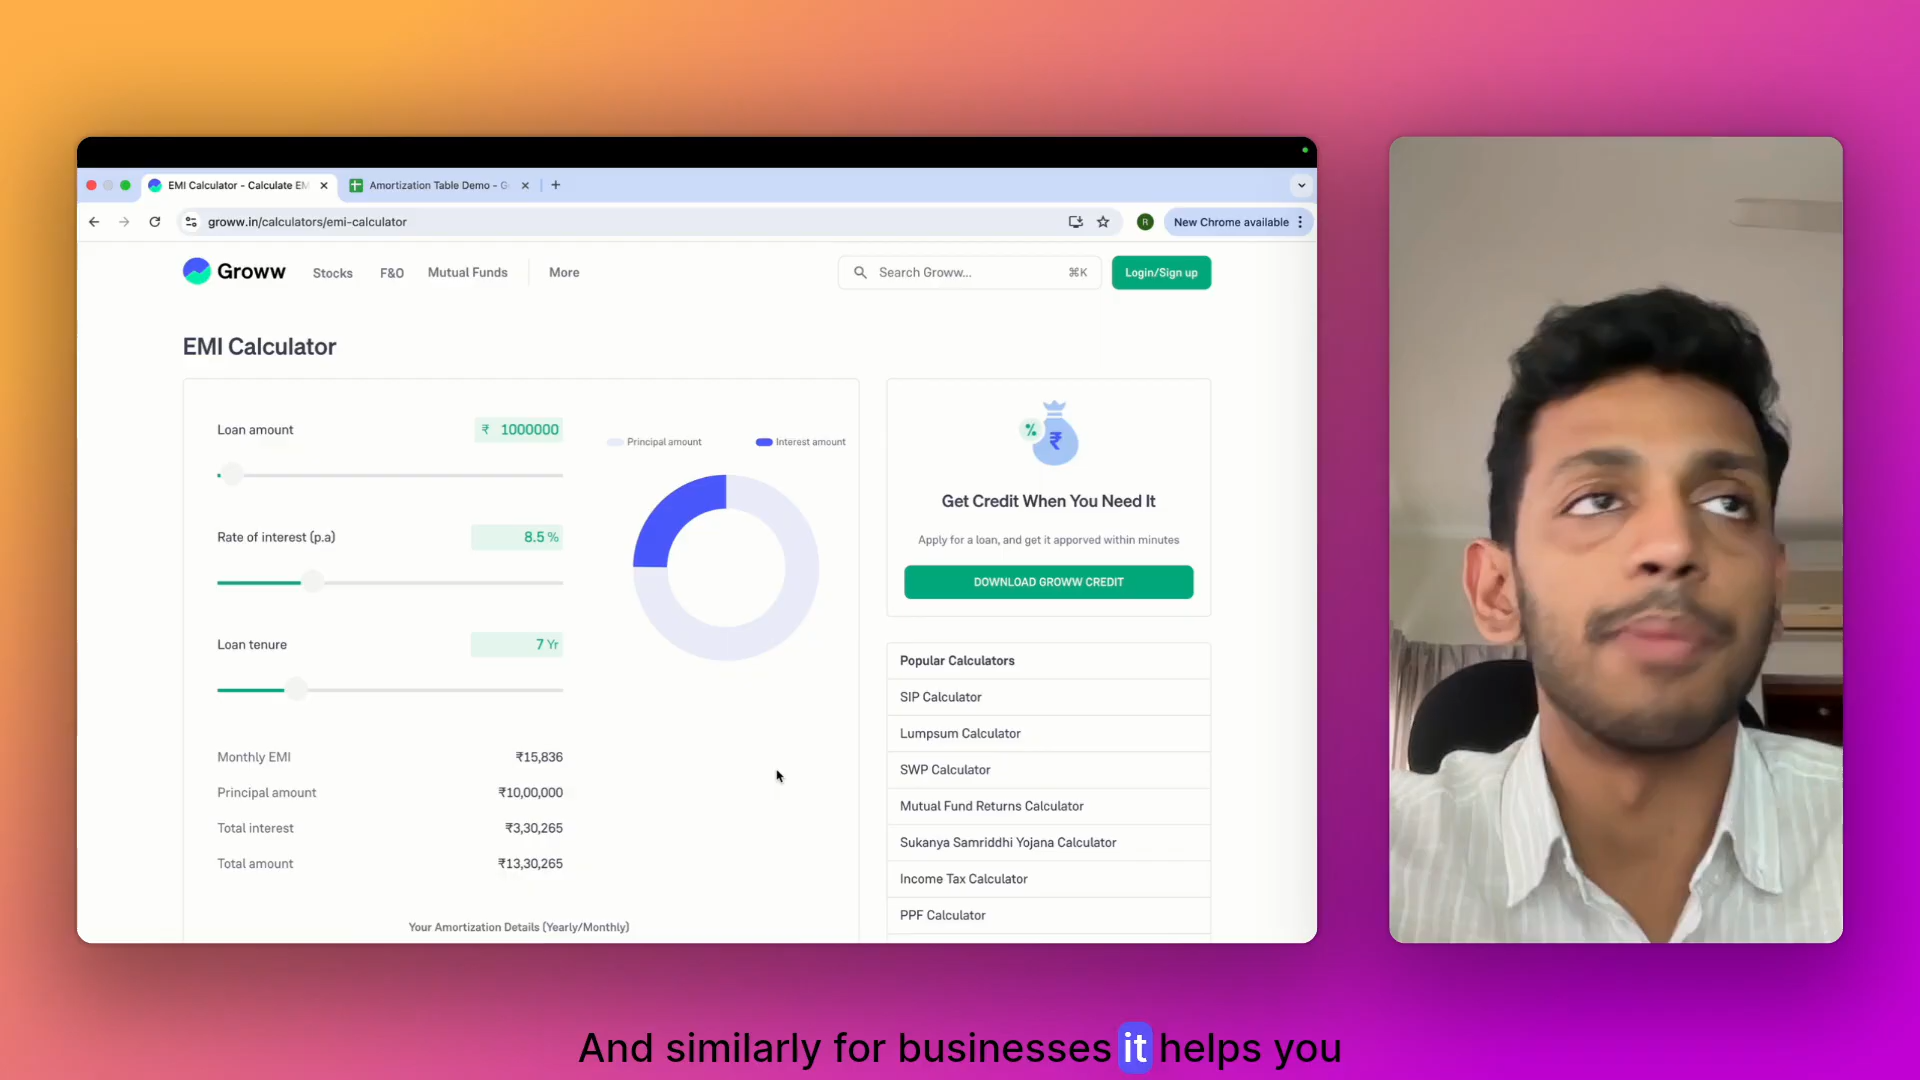 EMI Calculator - Calculate EM
Amortization Table Demo - G
groww.in/calculators/emi-calculator
R
New Chrome available
Groww
Stocks
F&O
Mutual Funds
More
Search Groww...
⌘K
Login/Sign up
EMI Calculator
Loan amount
₹ 1000000
Rate of interest (p.a)
8.5 %
Loan tenure
7 Yr
Monthly EMI ₹15,836
Principal amount ₹10,00,000
Total interest ₹3,30,265
Total amount ₹13,30,265
Principal amount
Interest amount
Your Amortization Details (Yearly/Monthly)
%
₹
Get Credit When You Need It
Apply for a loan, and get it apporved within minutes
DOWNLOAD GROWW CREDIT
Popular Calculators
SIP Calculator
Lumpsum Calculator
SWP Calculator
Mutual Fund Returns Calculator
Sukanya Samriddhi Yojana Calculator
Income Tax Calculator
PPF Calculator
And similarly for businesses it helps you